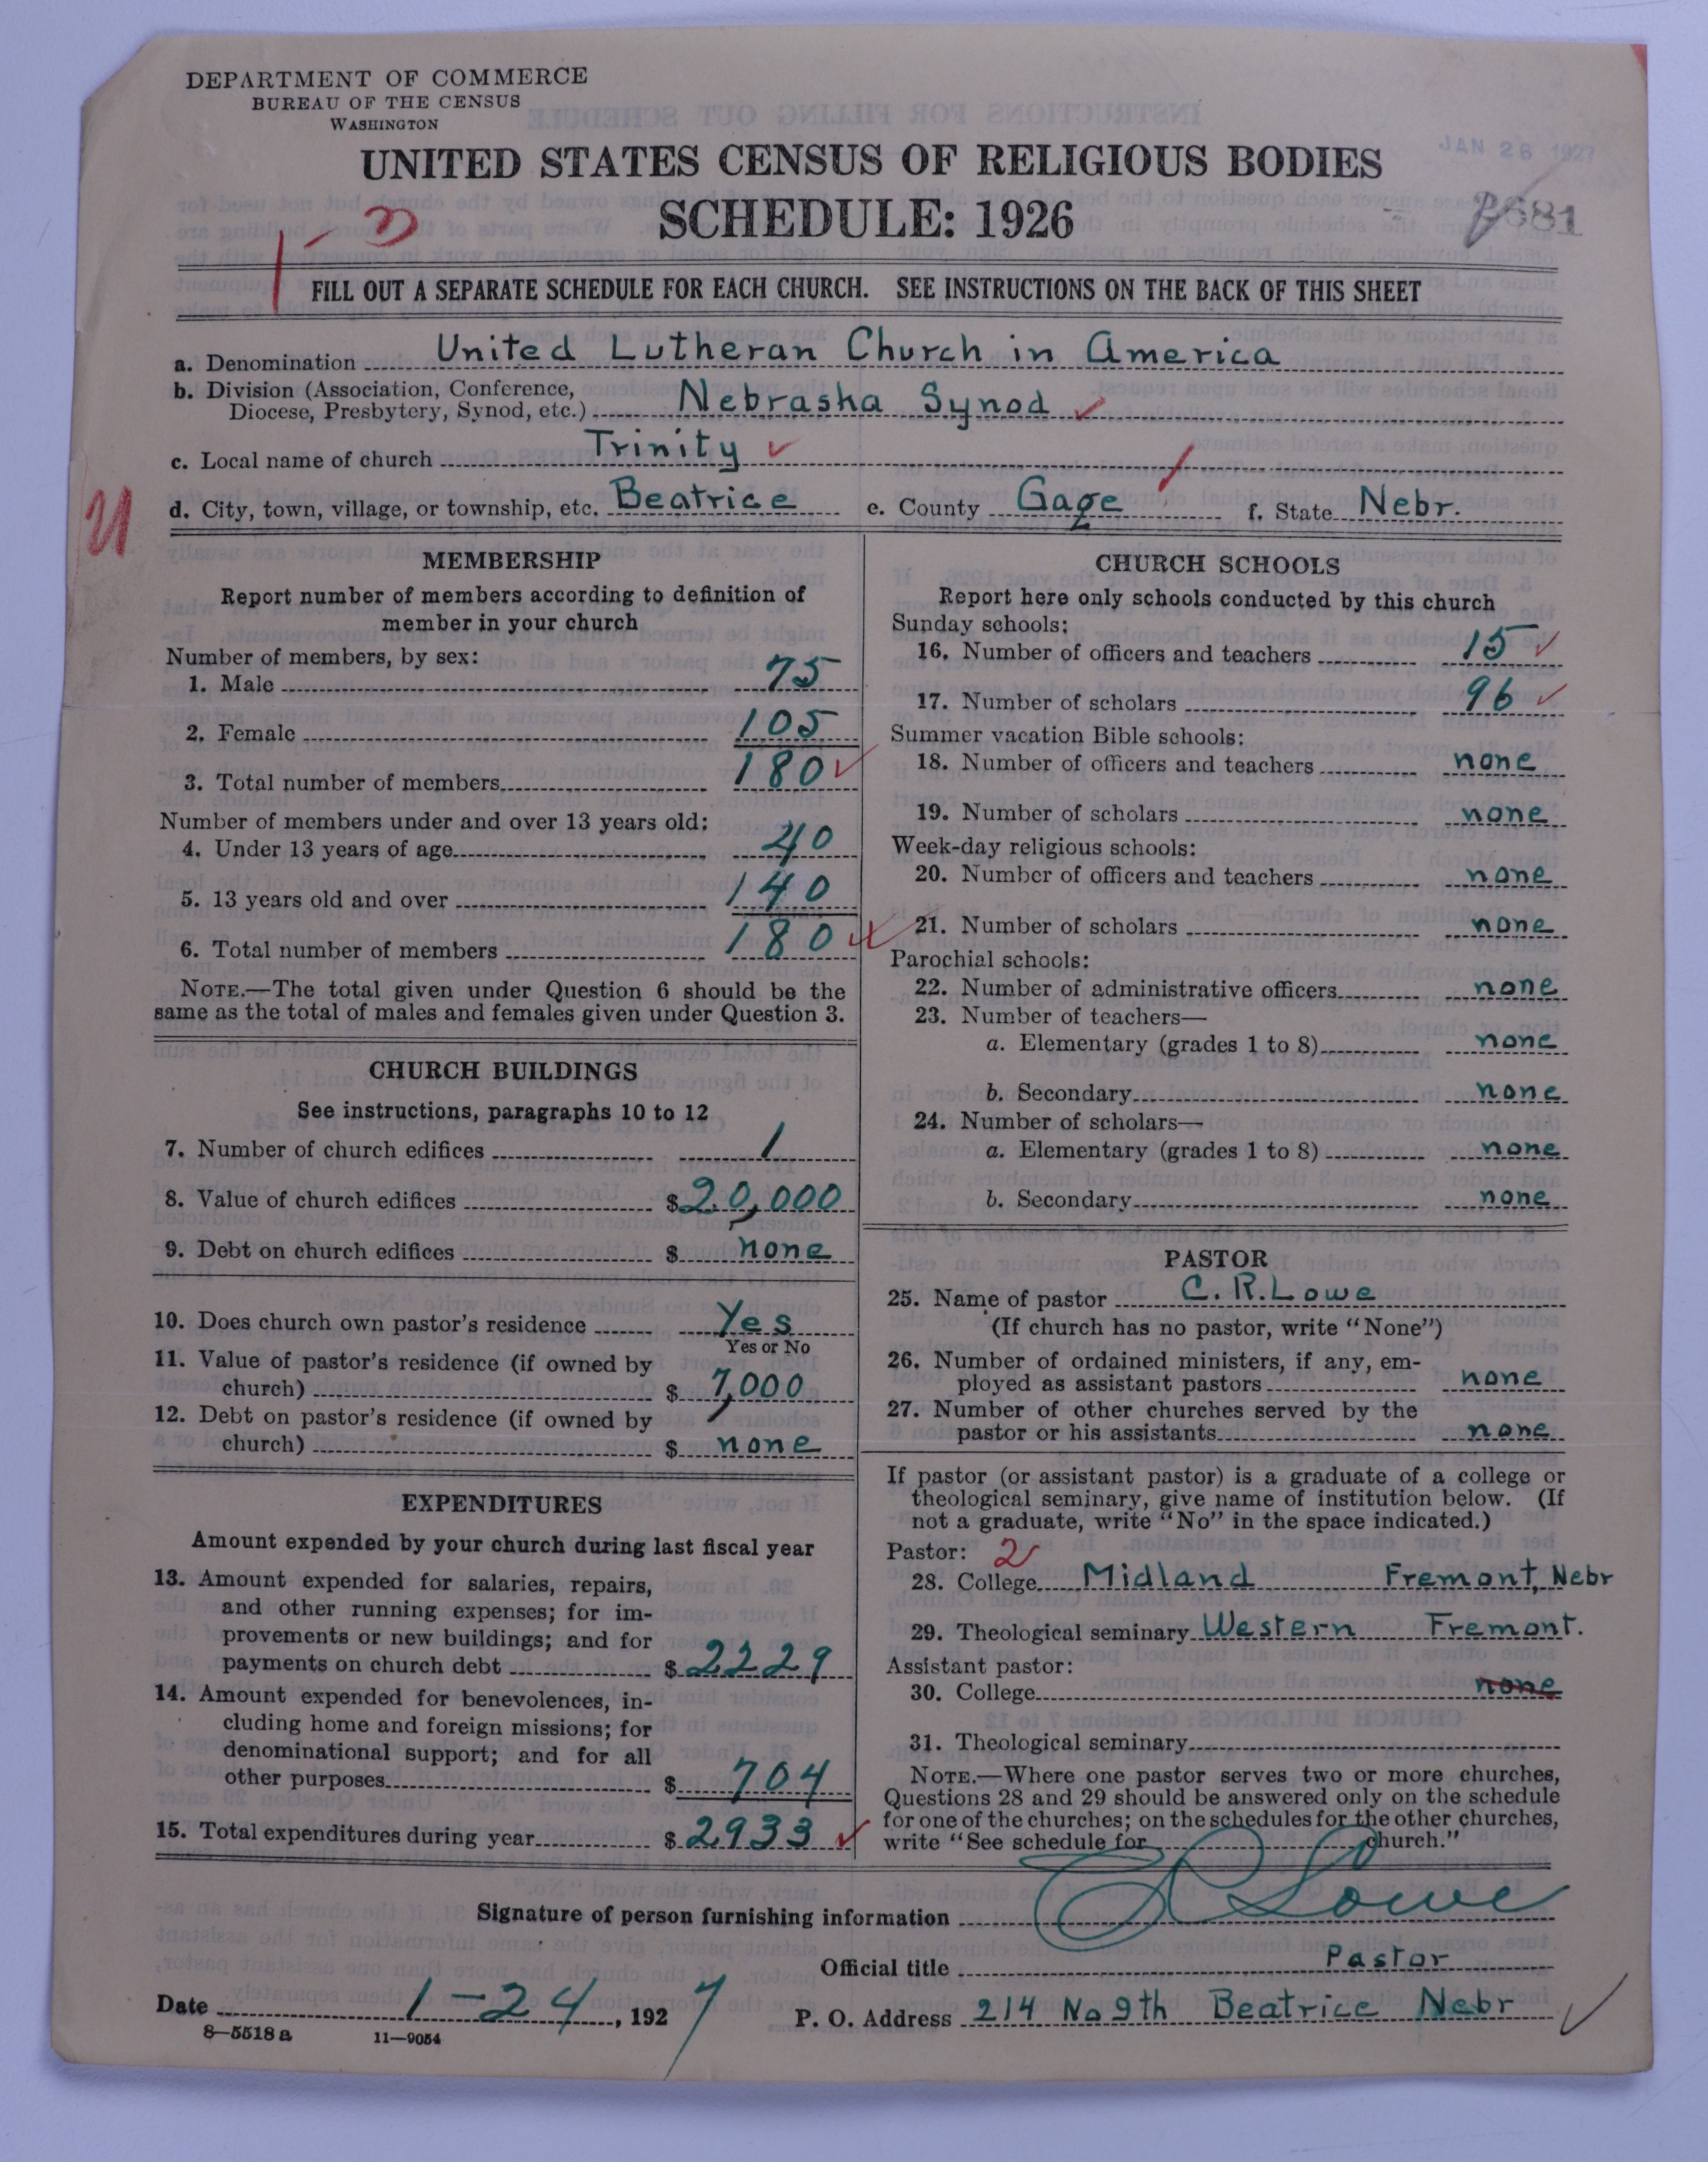 DEPARTMENT OF COMMERCE
BUREAU OF THE CENSUS
WASHINGTON
JAN 26 1927
UNITED STATES CENSUS OF RELIGIOUS BODIES
SCHEDULE: 1926
FILL OUT A SEPARATE SCHEDULE FOR EACH CHURCH. SEE INSTRUCTIONS ON THE BACK OF THIS SHEET
a. Denomination United Lutheran Church in America
b. Division (Association, Conference,
Diocese, Presbytery, Synod, etc.) Nebraska Synod
c. Local name of church Trinity
d. City, town, village, or township, etc. Beatrice e. County Gage f. State Nebr.
MEMBERSHIP
Report number of members according to definition of
member in your church
Number of members, by sex:
1. Male 75
2. Female 105
3. Total number of members 180
Number of members under and over 13 years old:
4. Under 13 years of age 40
5. 13 years old and over 140
6. Total number of members 180
NOTE.—The total given under Question 6 should be the
same as the total of males and females given under Question 3.
CHURCH BUILDINGS
See instructions, paragraphs 10 to 12
7. Number of church edifices 1
8. Value of church edifices $20,000
9. Debt on church edifices $ none
10. Does church own pastor's residence Yes
Yes or No
11. Value of pastor's residence (if owned by
church) $ 7,000
12. Debt on pastor's residence (if owned by
church) $ none
EXPENDITURES
Amount expended by your church during last fiscal year
13. Amount expended for salaries, repairs,
and other running expenses; for im-
provements or new buildings; and for
payments on church debt $ 2229
14. Amount expended for benevolences, in-
cluding home and foreign missions; for
denominational support; and for all
other purposes $ 704
15. Total expenditures during year $ 2933
CHURCH SCHOOLS
Report here only schools conducted by this church
Sunday schools:
16. Number of officers and teachers 15
17. Number of scholars 96
Summer vacation Bible schools:
18. Number of officers and teachers none
19. Number of scholars none
Week-day religious schools:
20. Number of officers and teachers none
21. Number of scholars none
Parochial schools:
22. Number of administrative officers none
23. Number of teachers—
a. Elementary (grades 1 to 8) none
b. Secondary none
24. Number of scholars—
a. Elementary (grades 1 to 8) none
b. Secondary none
PASTOR
25. Name of pastor C. R. Lowe
(If church has no pastor, write "None")
26. Number of ordained ministers, if any, em-
ployed as assistant pastors none
27. Number of other churches served by the
pastor or his assistants none
If pastor (or assistant pastor) is a graduate of a college or
theological seminary, give name of institution below. (If
not a graduate, write "No" in the space indicated.)
Pastor: 2
28. College Midland Fremont, Nebr
29. Theological seminary Western Fremont.
Assistant pastor:
30. College none
31. Theological seminary
NOTE.—Where one pastor serves two or more churches,
Questions 28 and 29 should be answered only on the schedule
for one of the churches; on the schedules for the other churches,
write "See schedule for church."
Signature of person furnishing information C R Lowe
Official title Pastor
Date 1-24, 1927 P. O. Address 214 No 9th Beatrice Nebr
8—5518a 11—9054